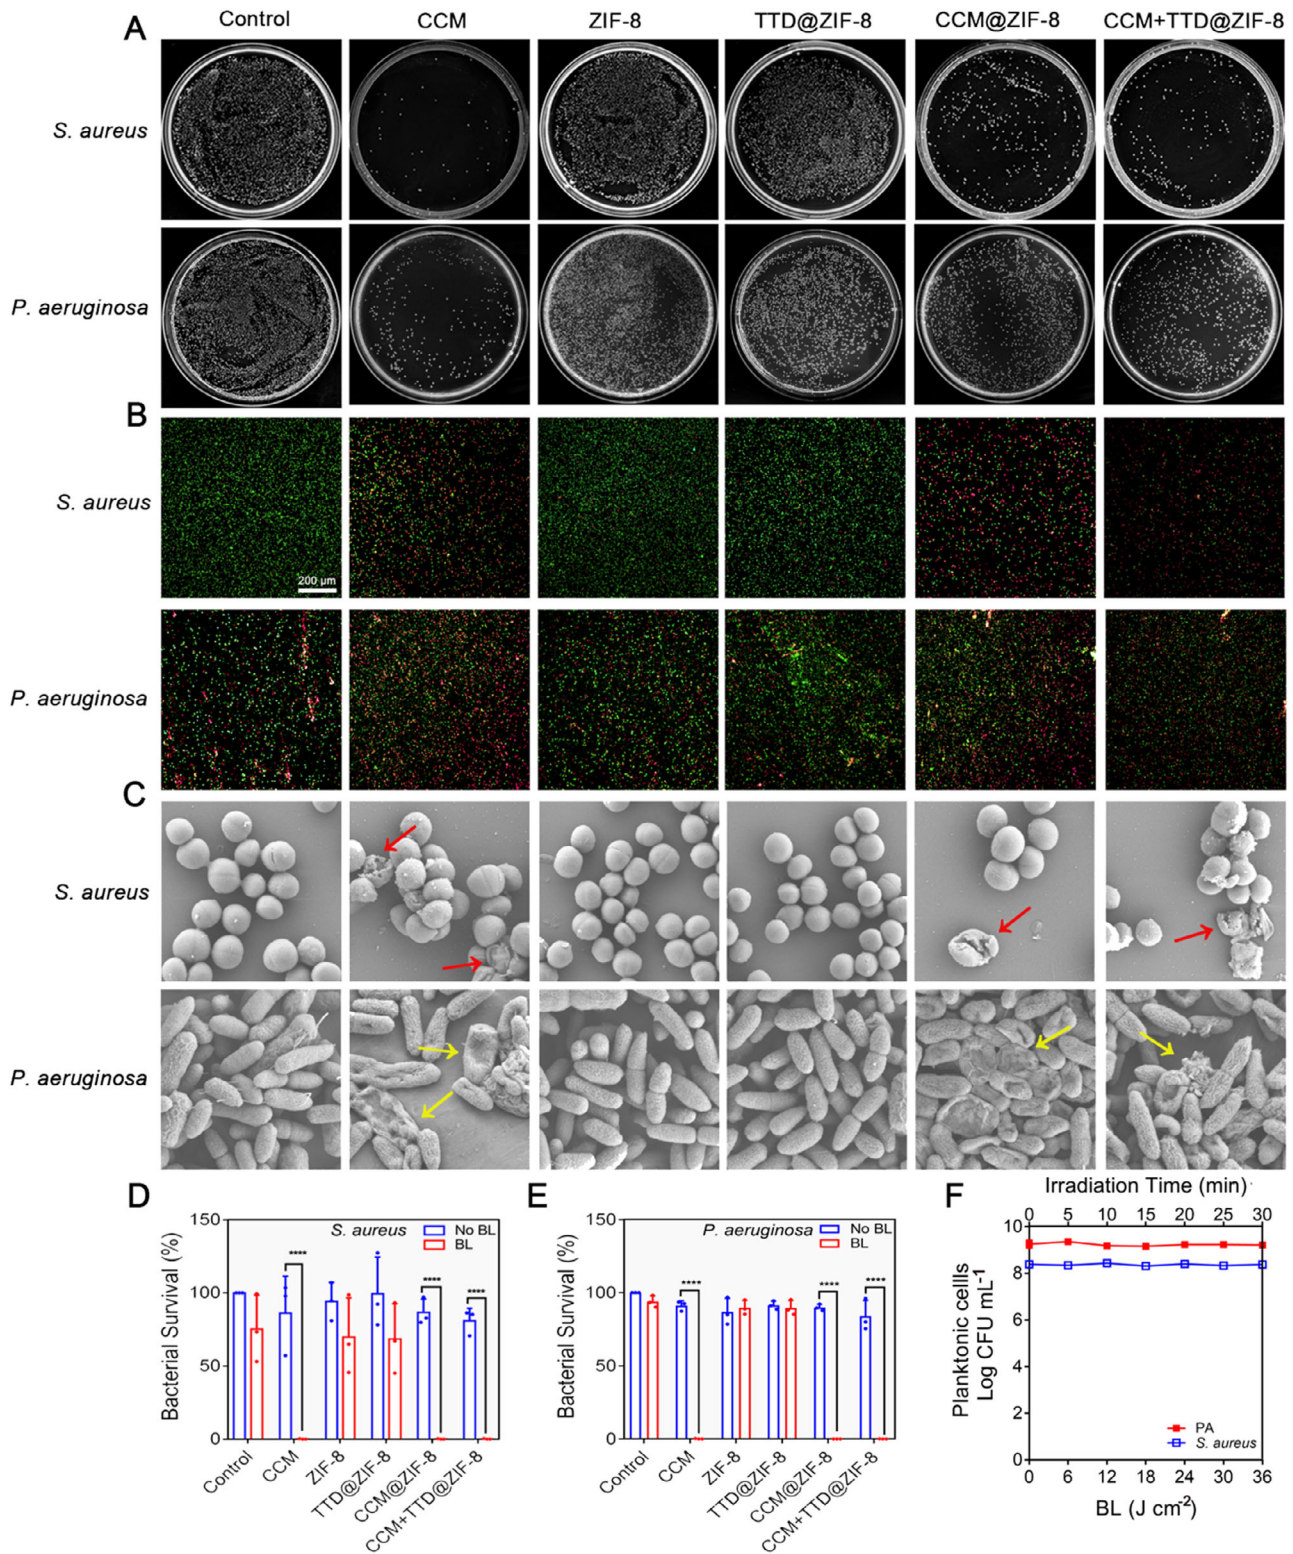 A
Control
CCM
ZIF-8
TTD@ZIF-8
CCM@ZIF-8
CCM+TTD@ZIF-8
S. aureus
P. aeruginosa
B
S. aureus
200 µm
P. aeruginosa
C
S. aureus
P. aeruginosa
D
Bacterial Survival (%)
150
100
50
0
S. aureus
No BL
BL
****
****
****
Control
CCM
ZIF-8
TTD@ZIF-8
CCM@ZIF-8
CCM+TTD@ZIF-8
E
Bacterial Survival (%)
150
100
50
0
P. aeruginosa
No BL
BL
****
****
****
Control
CCM
ZIF-8
TTD@ZIF-8
CCM@ZIF-8
CCM+TTD@ZIF-8
F
Irradiation Time (min)
0 5 10 15 20 25 30
Planktonic cellls
Log CFU mL⁻¹
10
8
6
4
2
0
PA
S. aureus
0 6 12 18 24 30 36
BL (J cm⁻²)